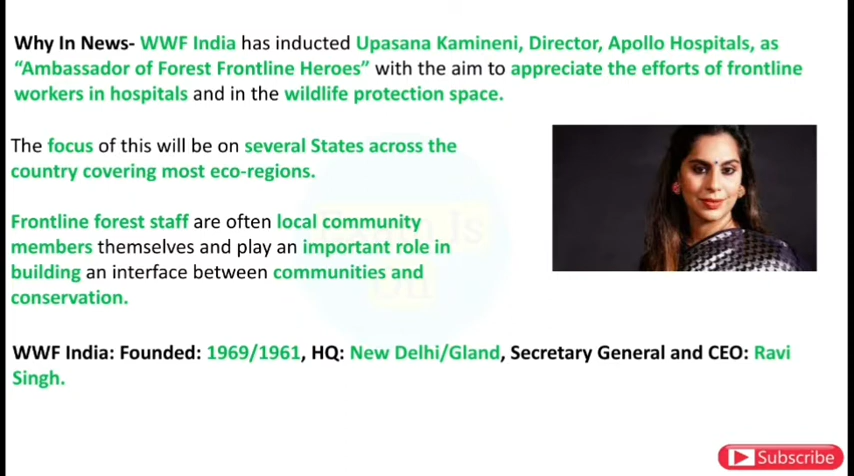 Why In News- WWF India has inducted Upasana Kamineni, Director, Apollo Hospitals, as
“Ambassador of Forest Frontline Heroes” with the aim to appreciate the efforts of frontline
workers in hospitals and in the wildlife protection space.
The focus of this will be on several States across the
country covering most eco-regions.
Frontline forest staff are often local community
members themselves and play an important role in
building an interface between communities and
conservation.
WWF India: Founded: 1969/1961, HQ: New Delhi/Gland, Secretary General and CEO: Ravi
Singh.
Subscribe